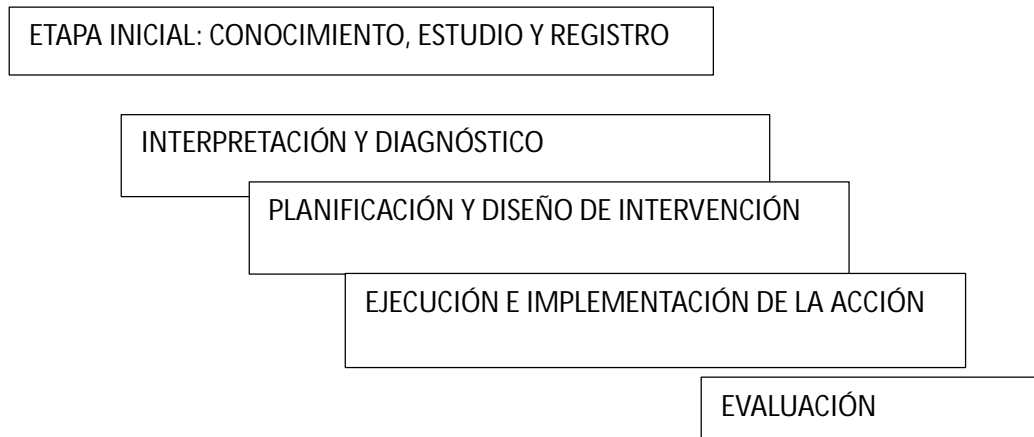 ETAPA INICIAL: CONOCIMIENTO, ESTUDIO Y REGISTRO
INTERPRETACIÓN Y DIAGNÓSTICO
PLANIFICACIÓN Y DISEÑO DE INTERVENCIÓN
EJECUCIÓN E IMPLEMENTACIÓN DE LA ACCIÓN
EVALUACIÓN